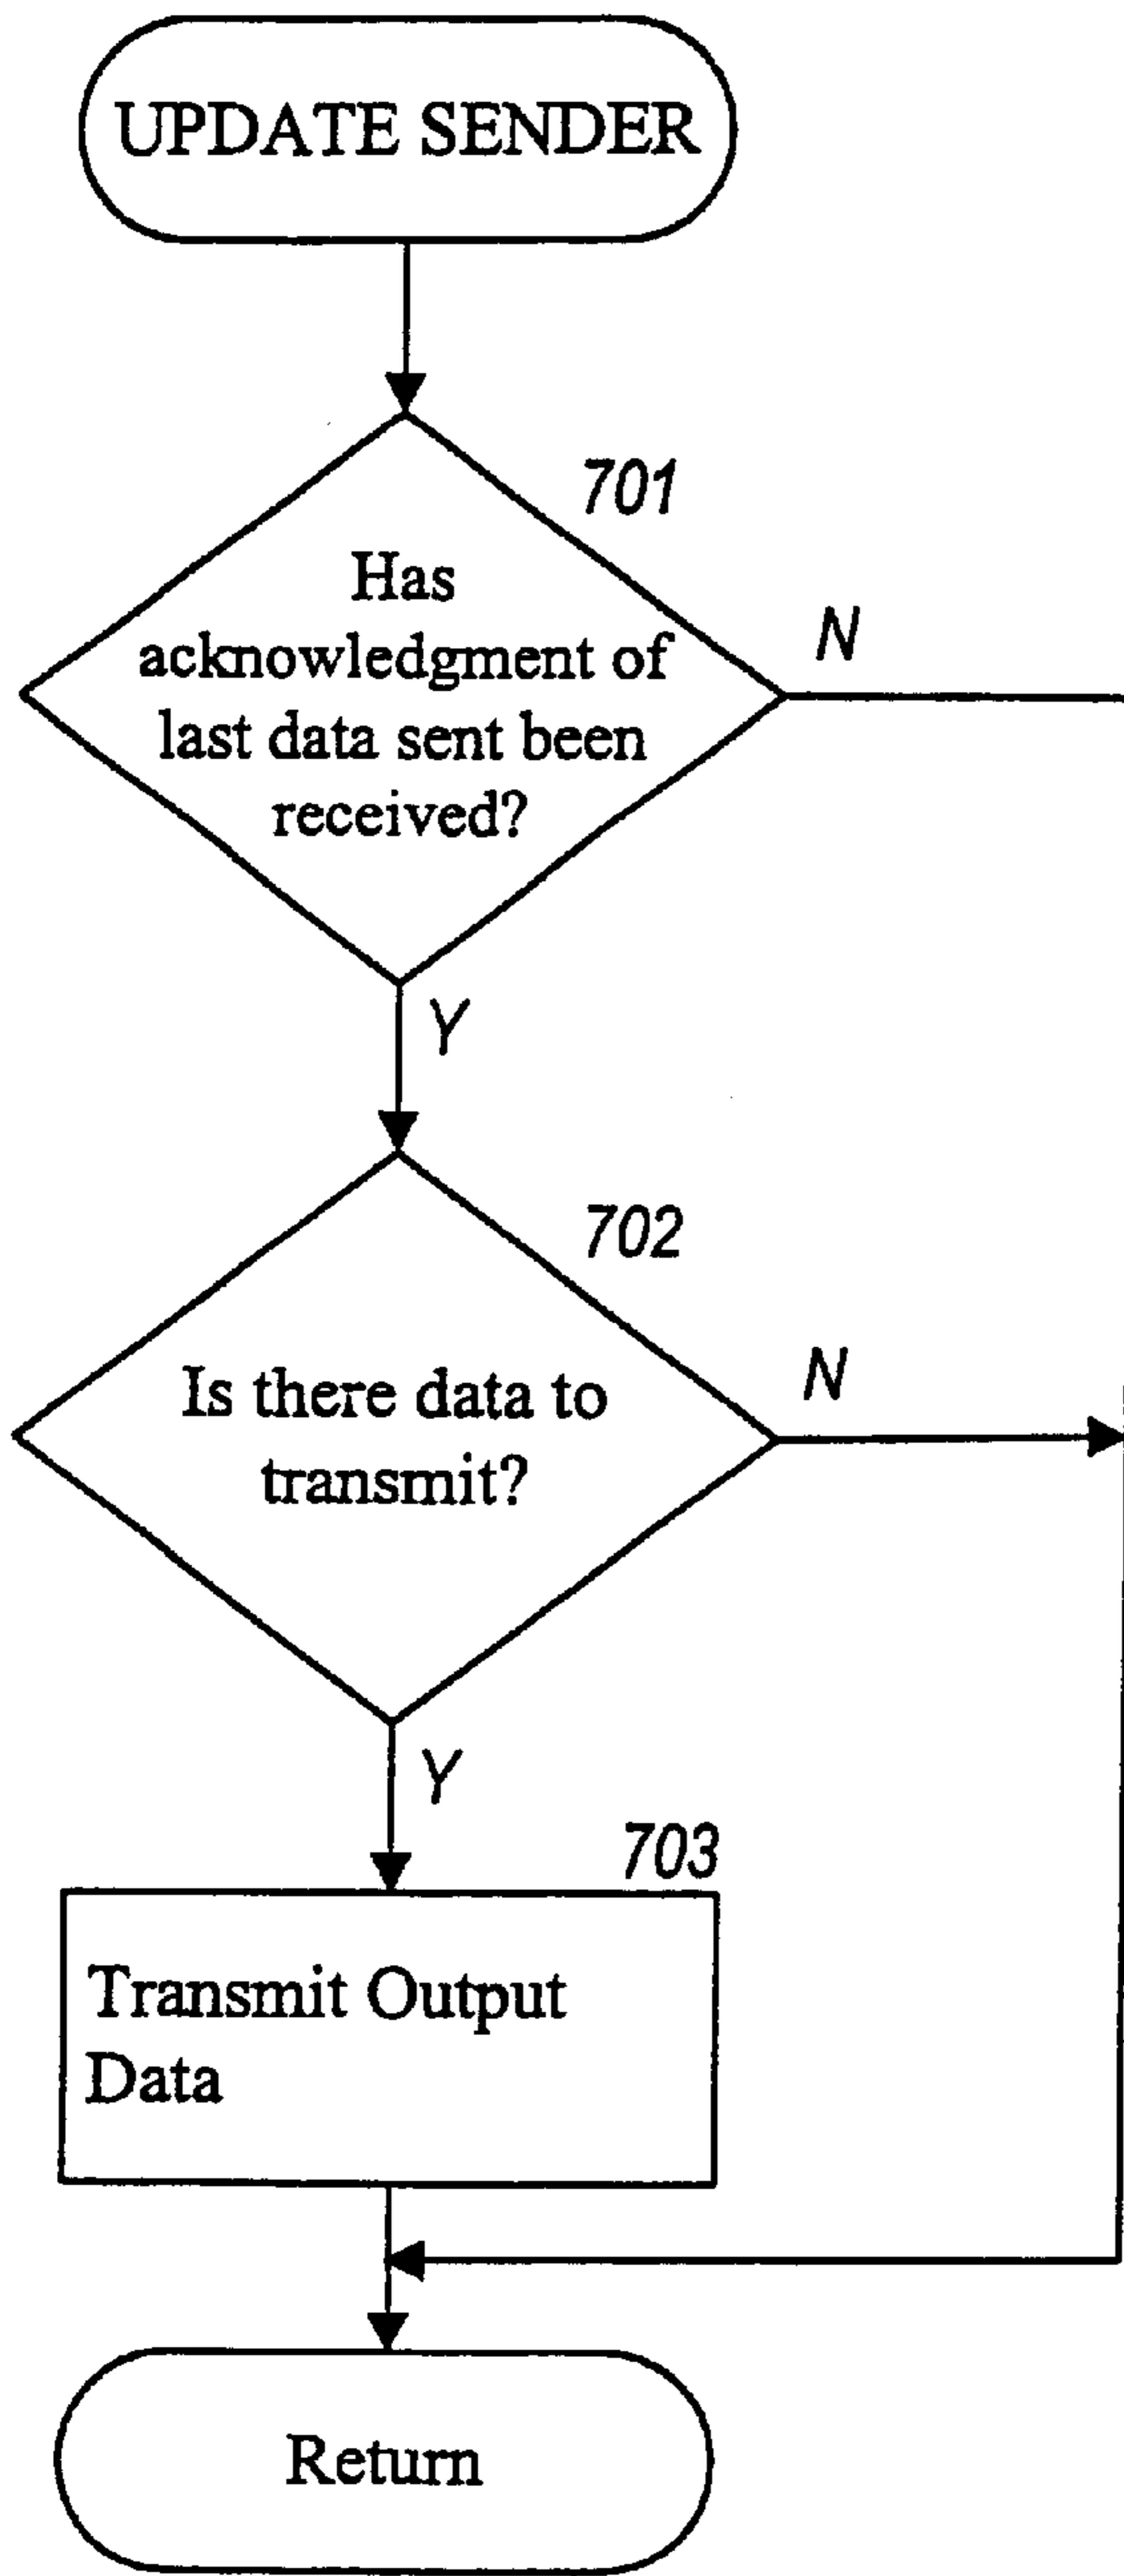 UPDATE SENDER
701
Has
acknowledgment of
last data sent been
received?
N
Y
702
Is there data to
transmit?
N
Y
703
Transmit Output
Data
Return